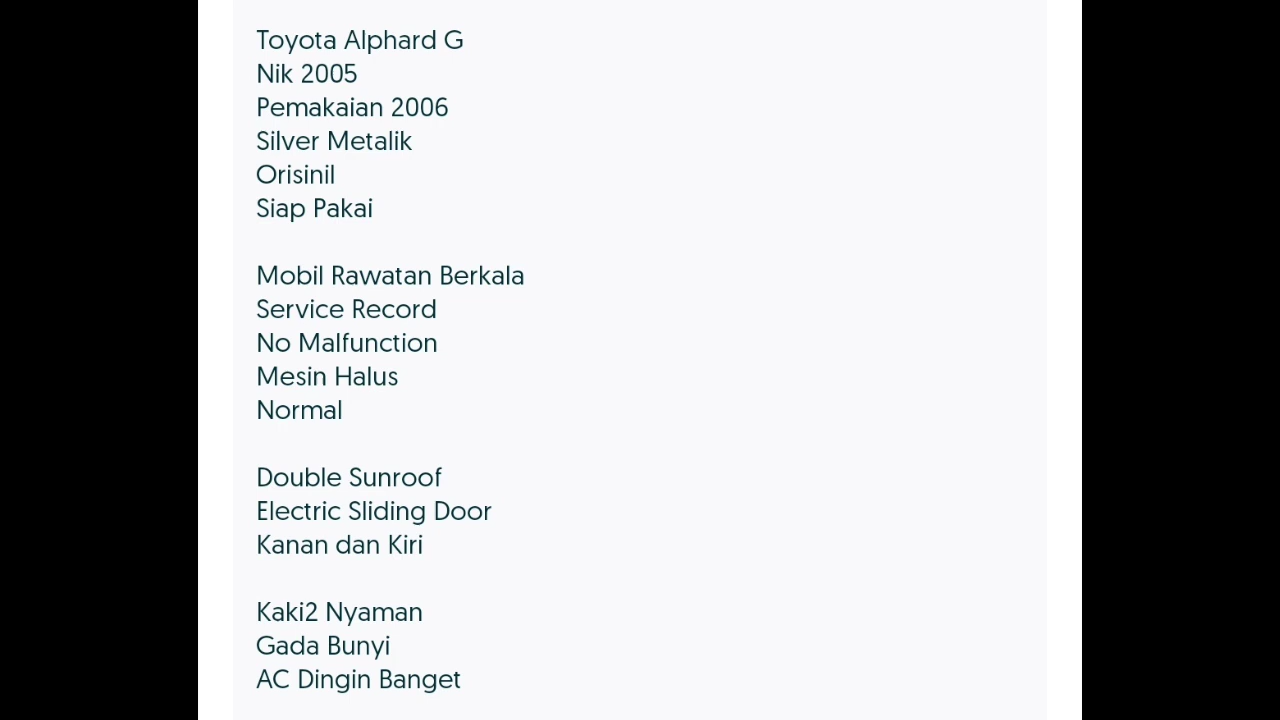 Toyota Alphard G
Nik 2005
Pemakaian 2006
Silver Metalik
Orisinil
Siap Pakai
Mobil Rawatan Berkala
Service Record
No Malfunction
Mesin Halus
Normal
Double Sunroof
Electric Sliding Door
Kanan dan Kiri
Kaki2 Nyaman
Gada Bunyi
AC Dingin Banget